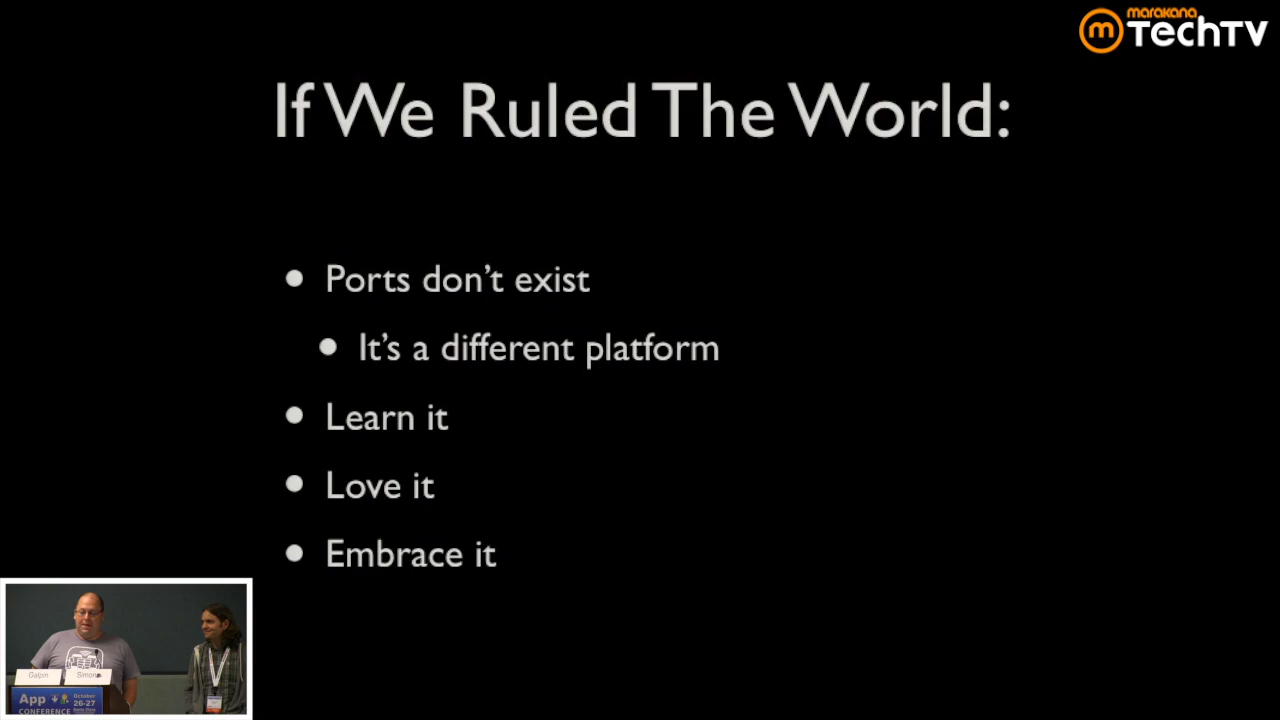 marakana
m TechTV
If We Ruled The World:
Ports don't exist
It's a different platform
Learn it
Love it
Embrace it
Galpin
Simon
App
CONFERENCE
October
26-27